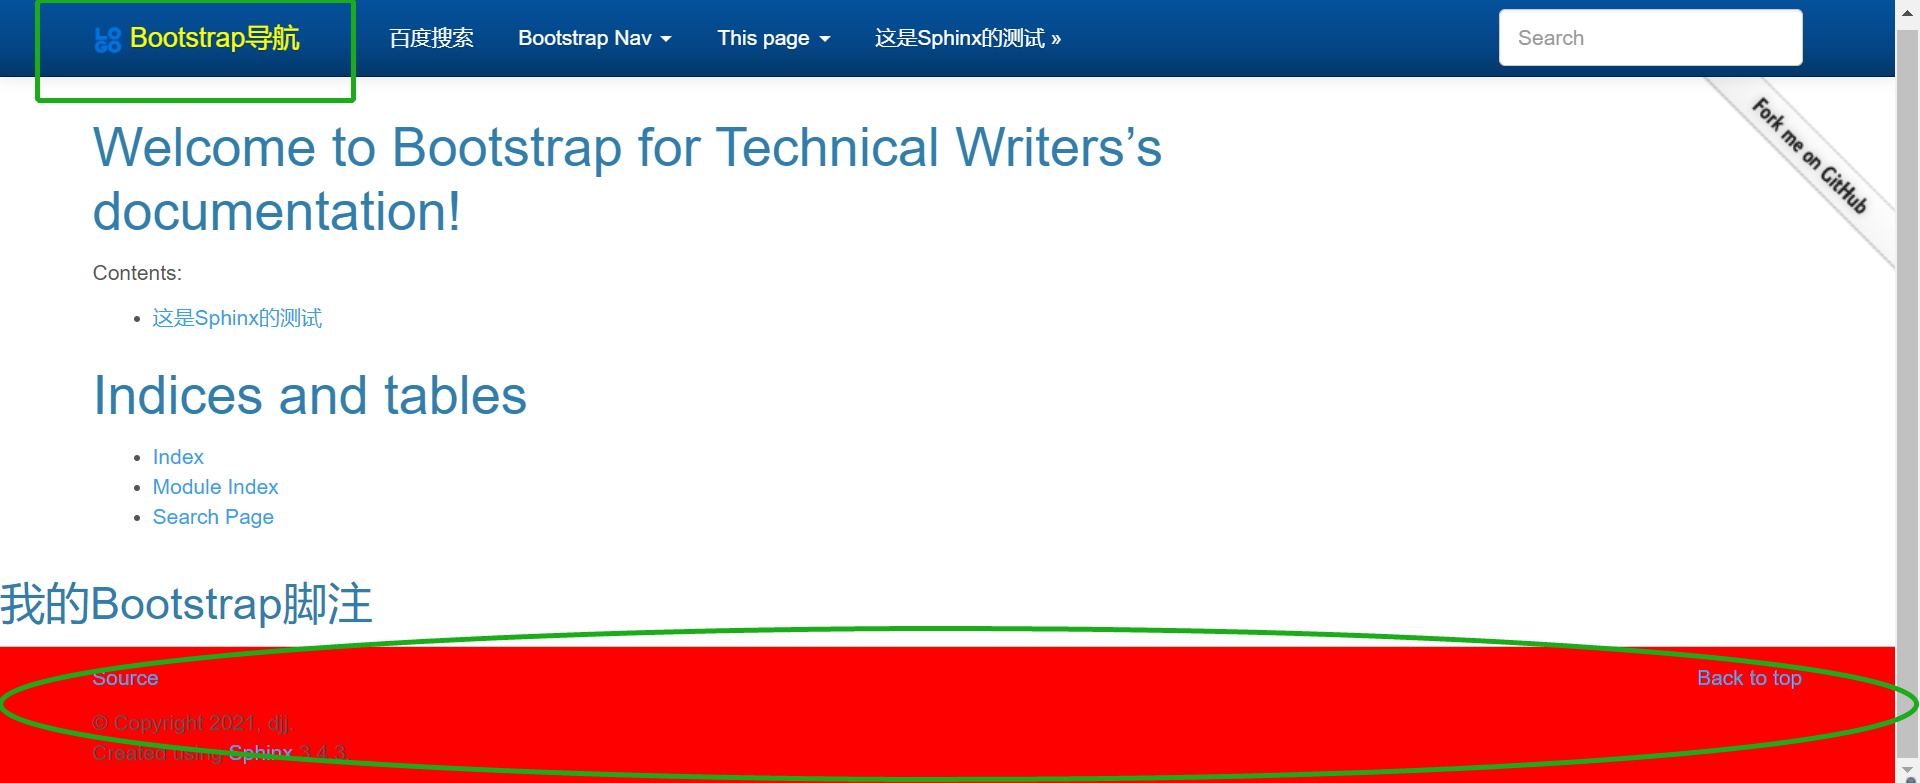 LOGO Bootstrap导航 百度搜索 Bootstrap Nav This page 这是Sphinx的测试 » Search
Fork me on GitHub
Welcome to Bootstrap for Technical Writers’s
documentation!
Contents:
• 这是Sphinx的测试
Indices and tables
• Index
• Module Index
• Search Page
我的Bootstrap脚注
Source Back to top
© Copyright 2021, djj.
Created using Sphinx 3.4.3.